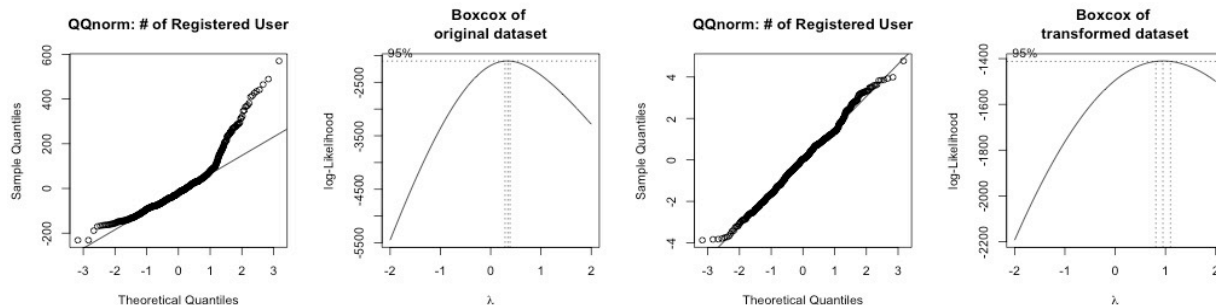 QQnorm: # of Registered User
Sample Quantiles
600
400
200
0
-200
-3 -2 -1 0 1 2 3
Theoretical Quantiles
Boxcox of
original dataset
95%
log-Likelihood
-2500
-3500
-4500
-5500
-2 -1 0 1 2
λ
QQnorm: # of Registered User
Sample Quantiles
4
2
0
-2
-4
-3 -2 -1 0 1 2 3
Theoretical Quantiles
Boxcox of
transformed dataset
95%
log-Likelihood
-1400
-1600
-1800
-2000
-2200
-2 -1 0 1 2
λ